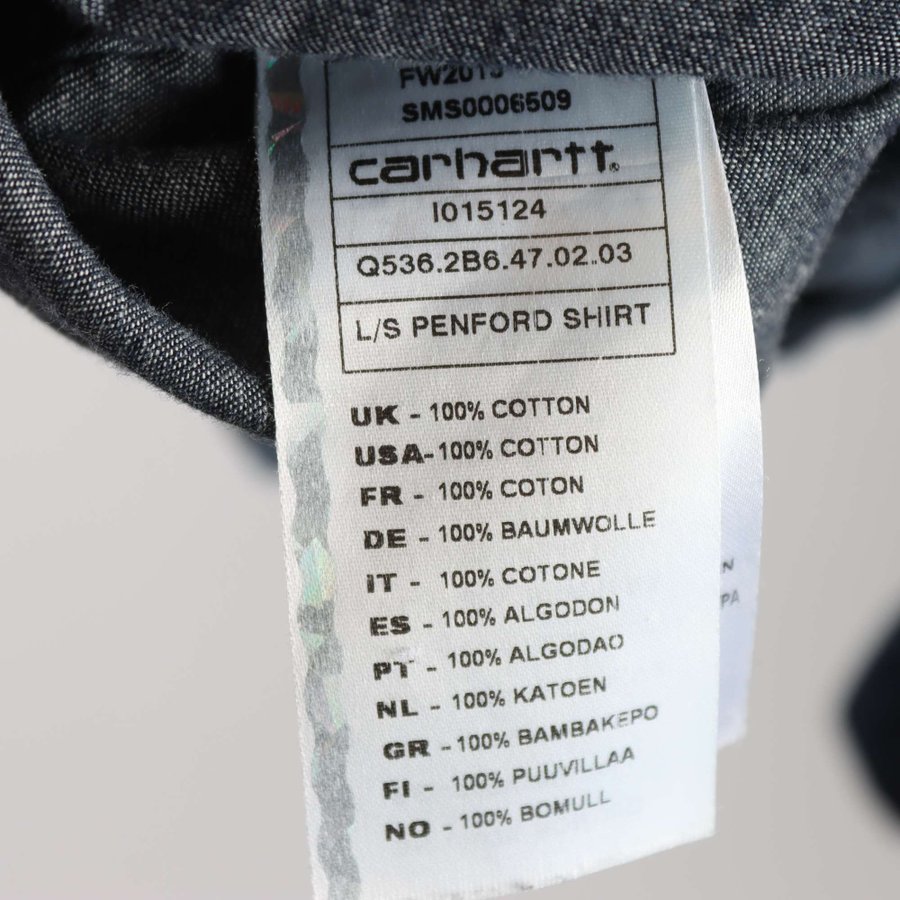 SMS0006509
carhartt®
I015124
Q536.2B6.47.02.03
L/S PENFORD SHIRT
UK - 100% COTTON
USA-100% COTTON
FR - 100% COTON
DE - 100% BAUMWOLLE
IT - 100% COTONE
ES - 100% ALGODON
PT - 100% ALGODAO
NL - 100% KATOEN
GR - 100% BAMBAKEPO
FI - 100% PUUVILLAA
NO - 100% BOMULL